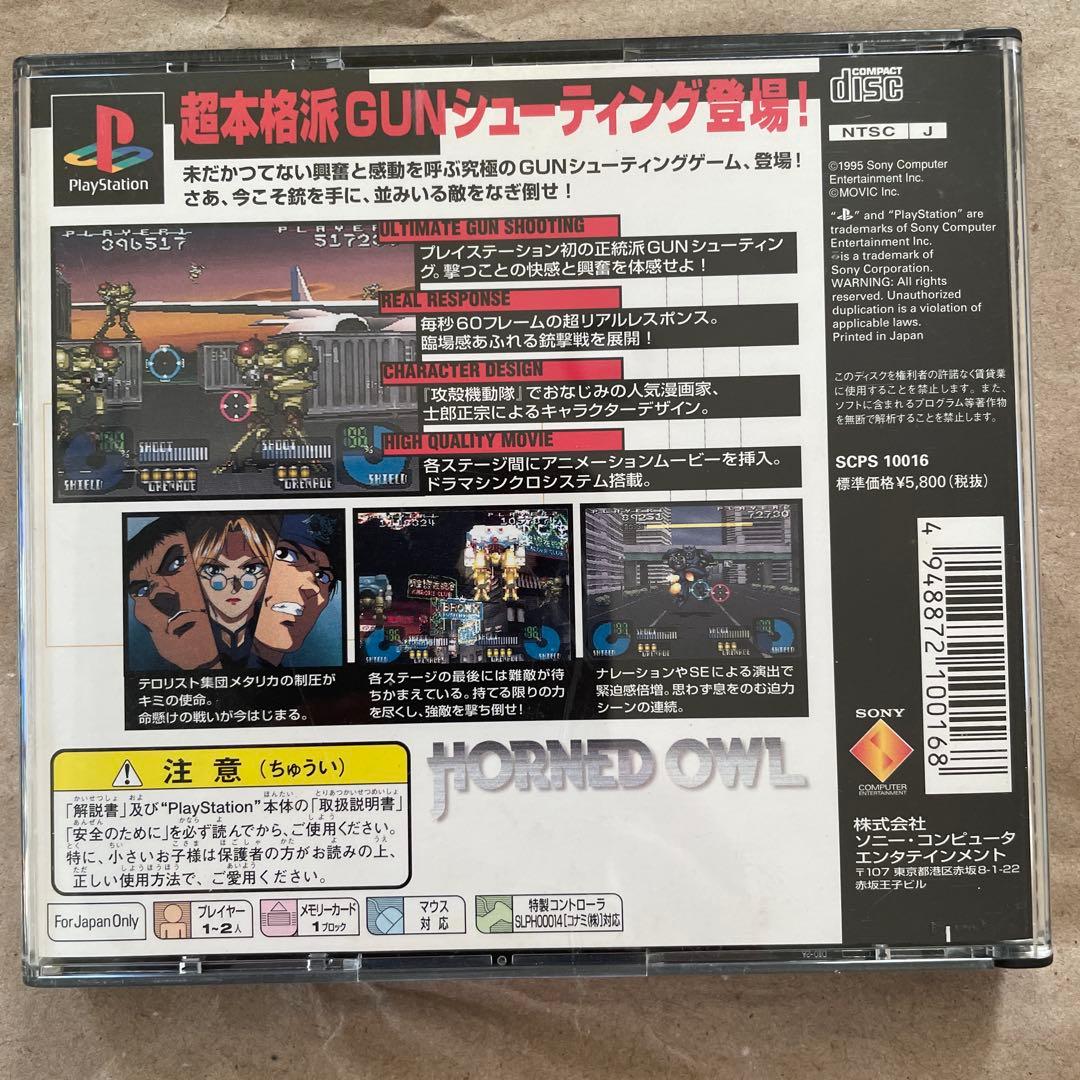 超本格派GUNシューティング登場!
未だかつてない興奮と感動を呼ぶ究極のGUNシューティングゲーム、登場!
さあ、今こそ銃を手に、並みいる敵をなぎ倒せ!
PlayStation
PLAYER1
396517
ULTIMATE GUN SHOOTING
プレイステーション初の正統派GUNシューティン
グ。撃つことの快感と興奮を体感せよ!
REAL RESPONSE
毎秒60フレームの超リアルレスポンス。
臨場感あふれる銃撃戦を展開!
CHARACTER DESIGN
『攻殻機動隊』でおなじみの人気漫画家、
士郎正宗によるキャラクターデザイン。
HIGH QUALITY MOVIE
各ステージ間にアニメーションムービーを挿入。
ドラマシンクロシステム搭載。
SHOOT
SHOOT
SHIELD
GRENADE
GRENADE
SHIELD
BRONX
テロリスト集団メタリカの制圧が
キミの使命。
命懸けの戦いが今はじまる。
各ステージの最後には難敵が待
ちかまえている。持てる限りの力
を尽くし、強敵を撃ち倒せ!
PLAYER1
89251
PLAYER2
72730
ナレーションやSEによる演出で
緊迫感倍増。思わず息をのむ迫力
シーンの連続。
HORNED OWL
注意(ちゅうい)
「解説書」及び“PlayStation”本体の「取扱説明書」
「安全のために」を必ず読んでから、ご使用ください。
特に、小さいお子様は保護者の方がお読みの上、
正しい使用方法で、ご愛用ください。
For Japan Only
プレイヤー
1~2人
メモリーカード
1ブロック
マウス
対応
特製コントローラ
SLPH00014[コナミ(株)]対応
COMPACT
disc
NTSC J
©1995 Sony Computer
Entertainment Inc.
©MOVIC Inc.
“PS” and “PlayStation” are
trademarks of Sony Computer
Entertainment Inc.
is a trademark of
Sony Corporation.
WARNING: All rights
reserved. Unauthorized
duplication is a violation of
applicable laws.
Printed in Japan
このディスクを権利者の許諾なく賃貸業
に使用することを禁止します。また、
ソフトに含まれるプログラム等著作物
を無断で解析することを禁止します。
SCPS 10016
標準価格¥5,800(税抜)
4 948872 100168
SONY
COMPUTER
ENTERTAINMENT
株式会社
ソニー・コンピュータ
エンタテインメント
〒107 東京都港区赤坂8-1-22
赤坂王子ビル